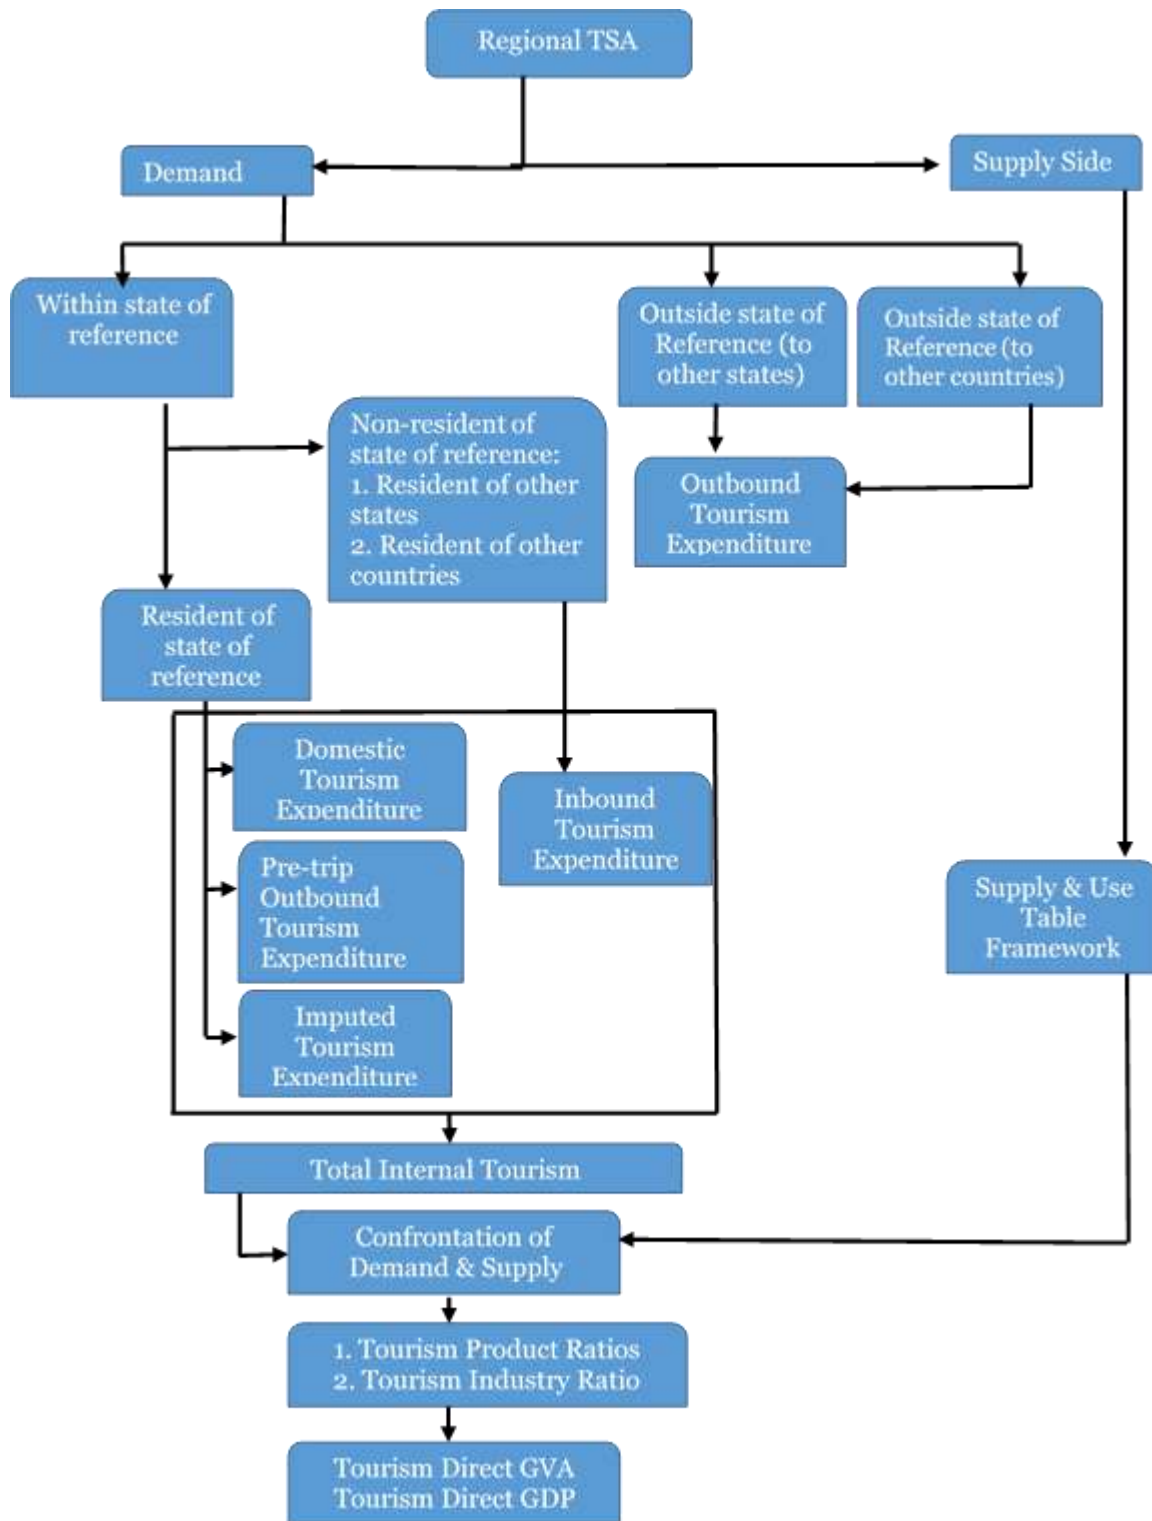 Regional TSA
Demand
Supply Side
Within state of
reference
Outside state of
Reference (to
other states)
Outside state of
Reference (to
other countries)
Non-resident of
state of reference:
1. Resident of other
states
2. Resident of other
countries
Outbound
Tourism
Expenditure
Resident of
state of
reference
Domestic
Tourism
Expenditure
Inbound
Tourism
Expenditure
Pre-trip
Outbound
Tourism
Expenditure
Supply & Use
Table
Framework
Imputed
Tourism
Expenditure
Total Internal Tourism
Confrontation of
Demand & Supply
1. Tourism Product Ratios
2. Tourism Industry Ratio
Tourism Direct GVA
Tourism Direct GDP